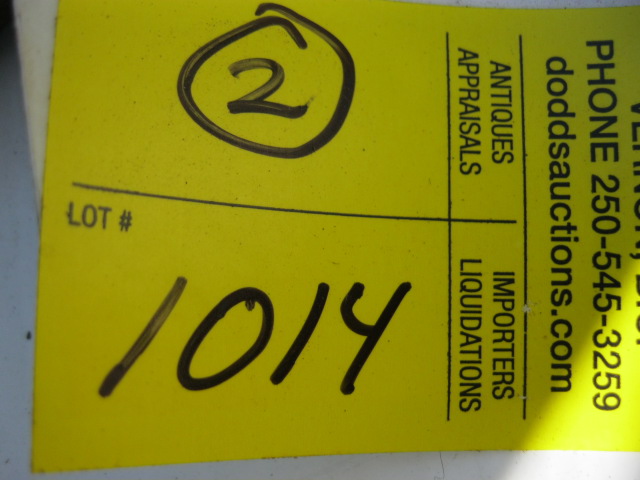 PHONE 250-545-3259
doddsauctions.com
ANTIQUES
APPRAISALS
IMPORTERS
LIQUIDATIONS
2
LOT #
1014